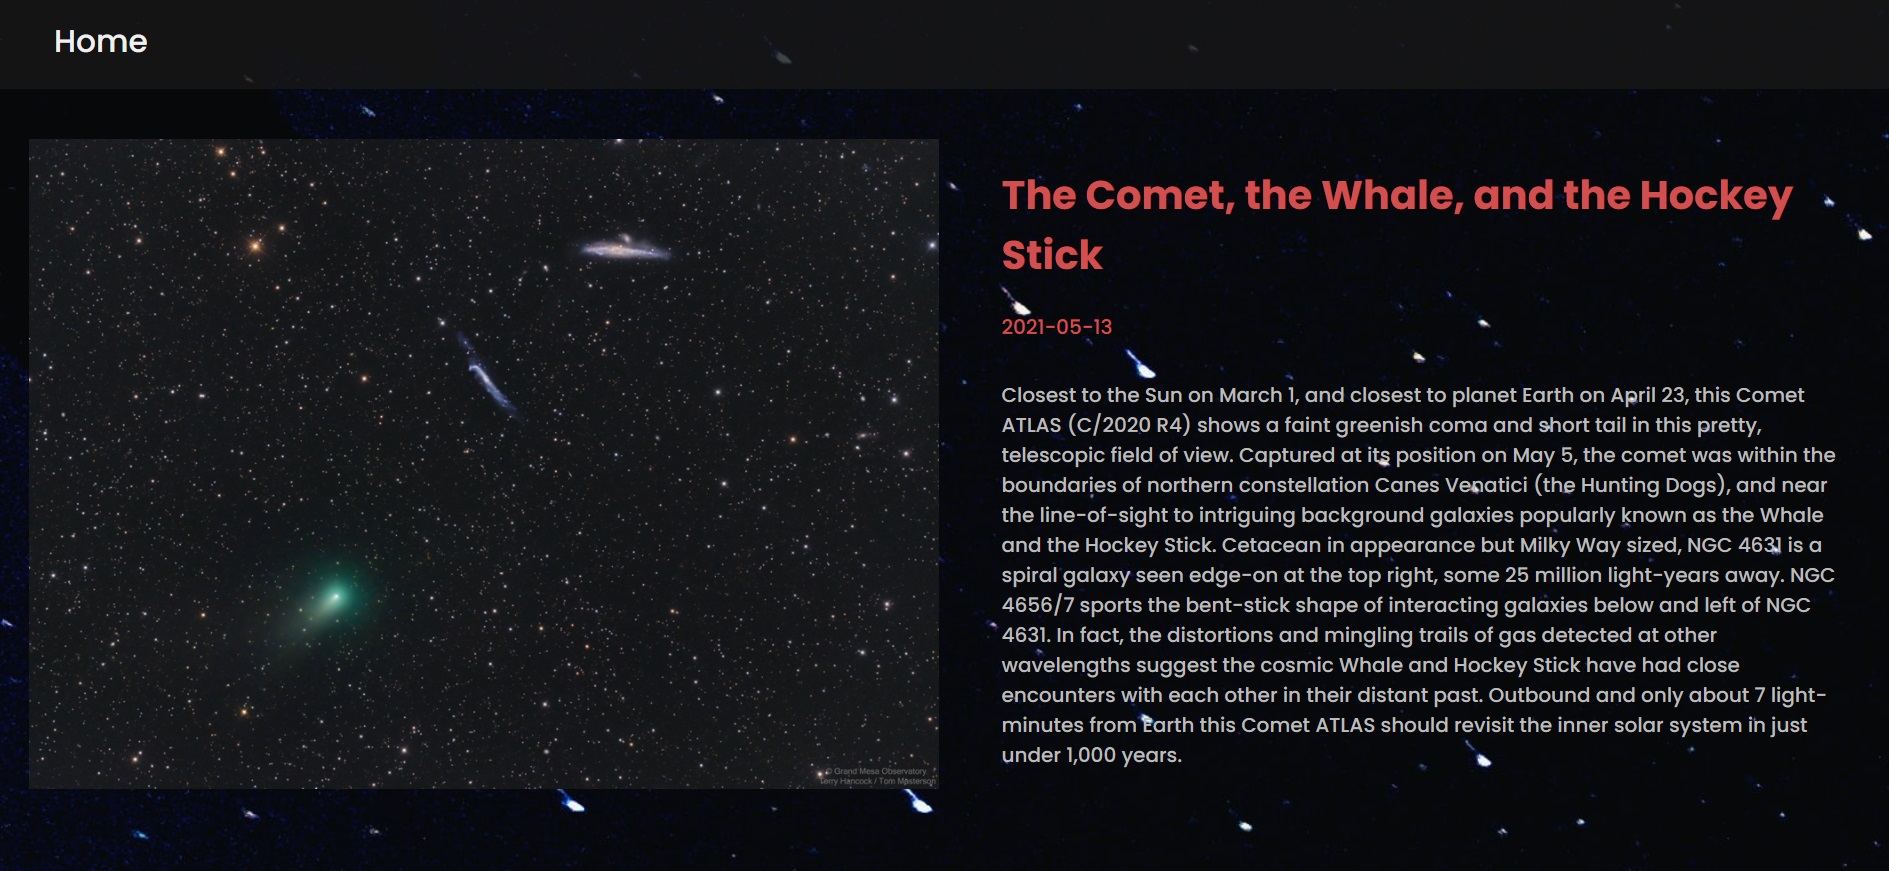 Home
The Comet, the Whale, and the Hockey
Stick
2021-05-13
Closest to the Sun on March 1, and closest to planet Earth on April 23, this Comet
ATLAS (C/2020 R4) shows a faint greenish coma and short tail in this pretty,
telescopic field of view. Captured at its position on May 5, the comet was within the
boundaries of northern constellation Canes Venatici (the Hunting Dogs), and near
the line-of-sight to intriguing background galaxies popularly known as the Whale
and the Hockey Stick. Cetacean in appearance but Milky Way sized, NGC 4631 is a
spiral galaxy seen edge-on at the top right, some 25 million light-years away. NGC
4656/7 sports the bent-stick shape of interacting galaxies below and left of NGC
4631. In fact, the distortions and mingling trails of gas detected at other
wavelengths suggest the cosmic Whale and Hockey Stick have had close
encounters with each other in their distant past. Outbound and only about 7 light-
minutes from Earth this Comet ATLAS should revisit the inner solar system in just
under 1,000 years.
© Grand Mesa Observatory
Terry Hancock / Tom Masterson